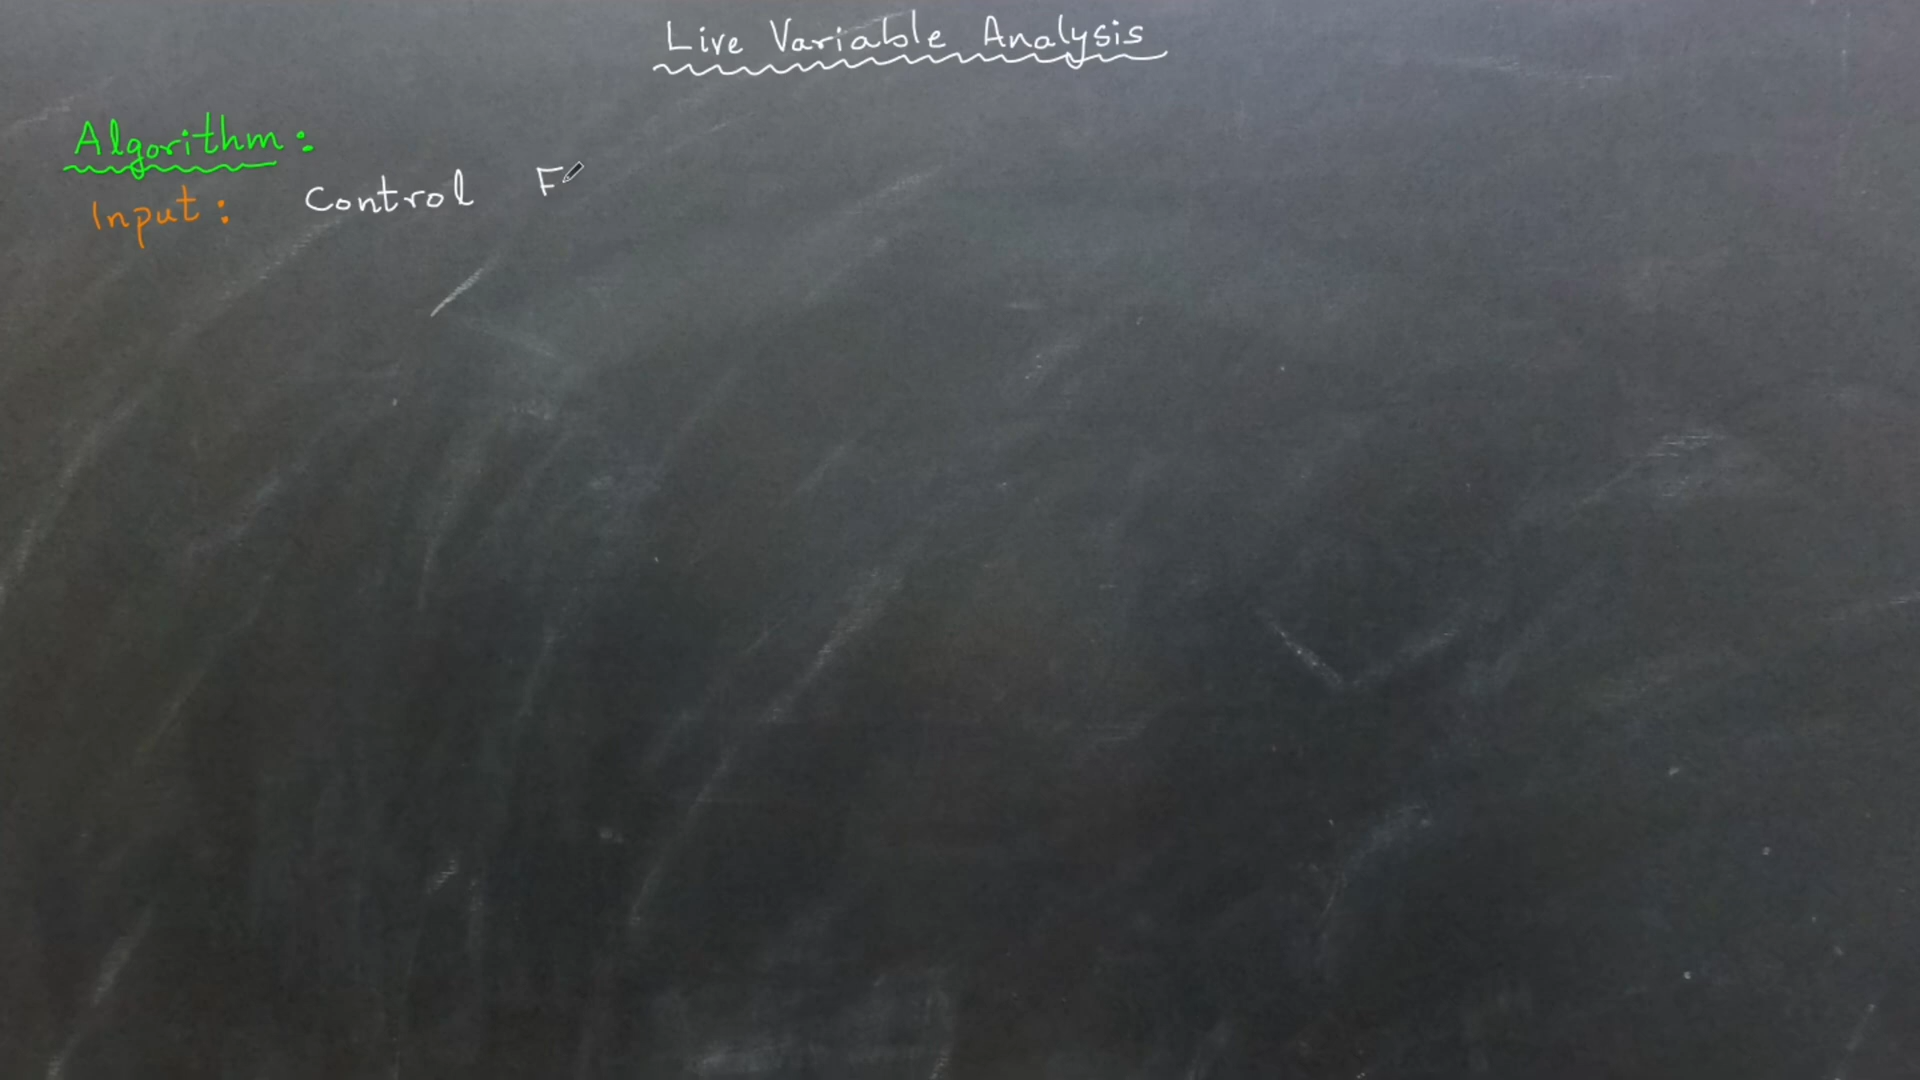 Live Variable Analysis
Algorithm :
Input : Control F